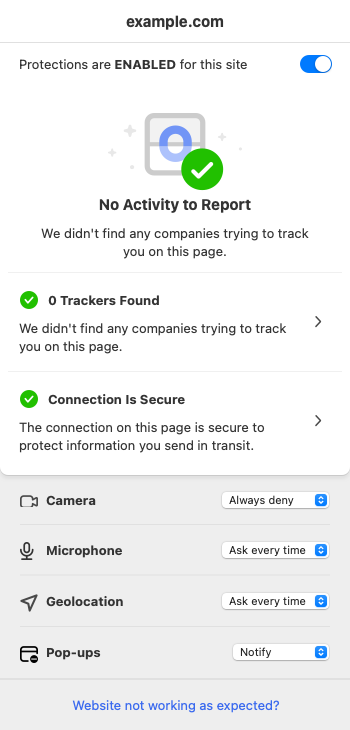 example.com
Protections are ENABLED for this site
No Activity to Report
We didn't find any companies trying to track
you on this page.
0 Trackers Found
We didn't find any companies trying to track
you on this page.
Connection Is Secure
The connection on this page is secure to
protect information you send in transit.
Camera Always deny
Microphone Ask every time
Geolocation Ask every time
Pop-ups Notify
Website not working as expected?